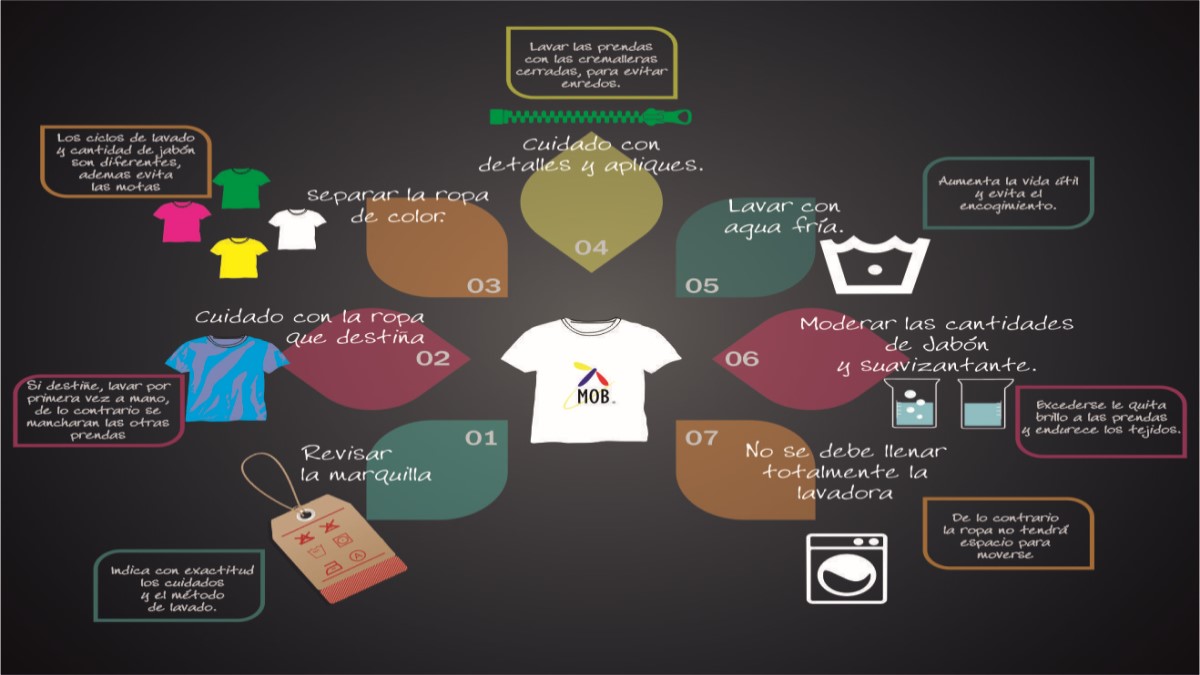 01
Revisar
la marquilla
Indica con exactitud
los cuidados
y el método
de lavado.
A
02
Cuidado con la ropa
que destiña
Si destiñe, lavar por
primera vez a mano,
de lo contrario se
mancharan las otras
prendas
03
Separar la ropa
de color.
Los ciclos de lavado
y cantidad de jabón
son diferentes,
ademas evita
las motas
04
Cuidado con
detalles y apliques.
Lavar las prendas
con las cremalleras
cerradas, para evitar
enredos.
05
Lavar con
agua fría.
Aumenta la vida útil
y evita el
encogimiento.
06
Moderar las cantidades
de Jabón
y suavizantante.
Excederse le quita
brillo a las prendas
y endurece los tejidos.
07
No se debe llenar
totalmente la
lavadora
De lo contrario
la ropa no tendrá
espacio para
moverse
MOB